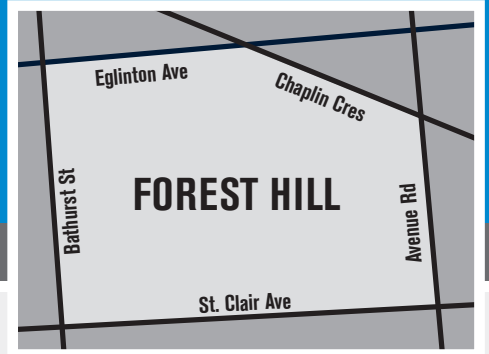 Eglinton Ave
Chaplin Cres
Bathurst St
FOREST HILL
Avenue Rd
St. Clair Ave